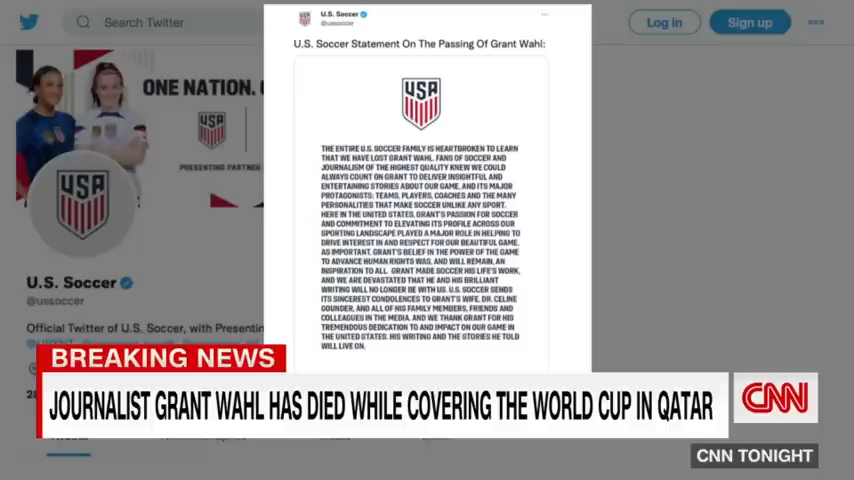 Search Twitter
Log in
Sign up
U.S. Soccer
@ussoccer
U.S. Soccer Statement On The Passing Of Grant Wahl:
USA
THE ENTIRE U.S. SOCCER FAMILY IS HEARTBROKEN TO LEARN
THAT WE HAVE LOST GRANT WAHL. FANS OF SOCCER AND
JOURNALISM OF THE HIGHEST QUALITY KNEW WE COULD
ALWAYS COUNT ON GRANT TO DELIVER INSIGHTFUL AND
ENTERTAINING STORIES ABOUT OUR GAME, AND ITS MAJOR
PROTAGONISTS: TEAMS, PLAYERS, COACHES AND THE MANY
PERSONALITIES THAT MAKE SOCCER UNLIKE ANY SPORT.
HERE IN THE UNITED STATES, GRANT'S PASSION FOR SOCCER
AND COMMITMENT TO ELEVATING ITS PROFILE ACROSS OUR
SPORTING LANDSCAPE PLAYED A MAJOR ROLE IN HELPING TO
DRIVE INTEREST IN AND RESPECT FOR OUR BEAUTIFUL GAME.
AS IMPORTANT, GRANT'S BELIEF IN THE POWER OF THE GAME
TO ADVANCE HUMAN RIGHTS WAS, AND WILL REMAIN, AN
INSPIRATION TO ALL. GRANT MADE SOCCER HIS LIFE'S WORK,
AND WE ARE DEVASTATED THAT HE AND HIS BRILLIANT
WRITING WILL NO LONGER BE WITH US. U.S. SOCCER SENDS
ITS SINCEREST CONDOLENCES TO GRANT'S WIFE, DR. CELINE
GOUNDER, AND ALL OF HIS FAMILY MEMBERS, FRIENDS AND
COLLEAGUES IN THE MEDIA. AND WE THANK GRANT FOR HIS
TREMENDOUS DEDICATION TO AND IMPACT ON OUR GAME IN
THE UNITED STATES. HIS WRITING AND THE STORIES HE TOLD
WILL LIVE ON.
ONE NATION.
USA
PRESENTING PARTNER
USA
U.S. Soccer
@ussoccer
Official Twitter of U.S. Soccer, with Presentin
BREAKING NEWS
JOURNALIST GRANT WAHL HAS DIED WHILE COVERING THE WORLD CUP IN QATAR
CNN
CNN TONIGHT